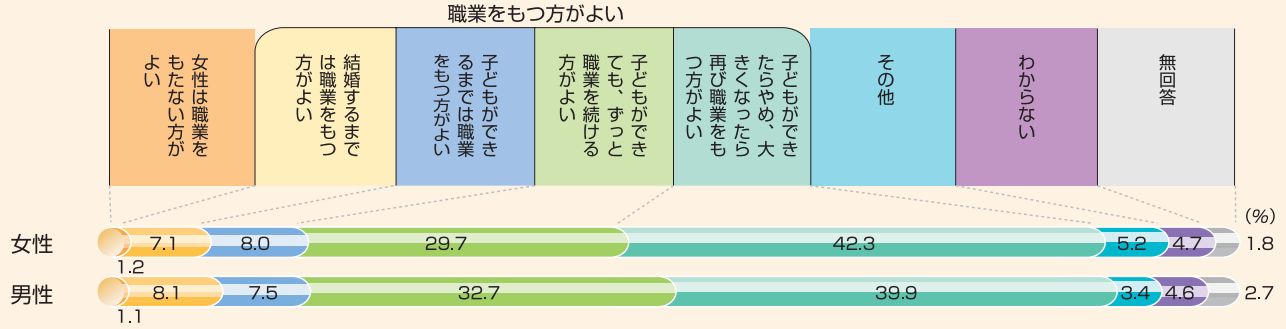 職業をもつ方がよい
女性は職業を
もたない方が
よい
結婚するまで
は職業をもつ
方がよい
子どもができ
るまでは職業
をもつ方がよい
子どもができ
ても、ずっと
職業を続ける
方がよい
子どもができ
たらやめ、大
きくなったら
再び職業をも
つ方がよい
その他
わからない
無回答
(%)
女性
1.2
7.1
8.0
29.7
42.3
5.2
4.7
1.8
男性
1.1
8.1
7.5
32.7
39.9
3.4
4.6
2.7